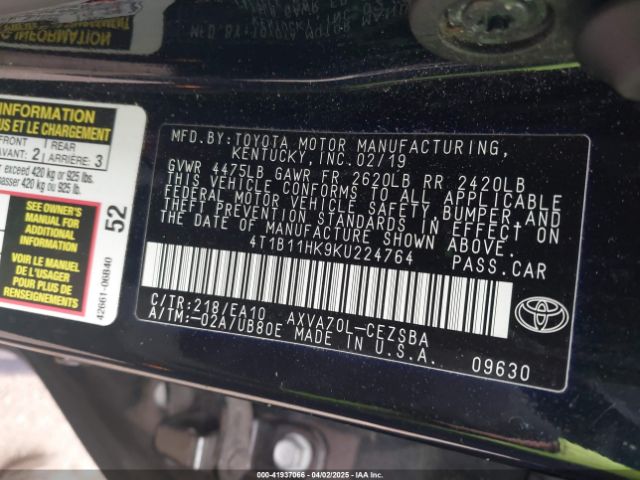 INFORMATION
US ET LE CHARGEMENT
FRONT
AVANT: 2
REAR
ARRIÈRE: 3
exceed 420 kg or 925 lbs.
passer 420 kg ou 925 lb.
SEE OWNER'S
MANUAL FOR
ADDITIONAL
INFORMATION
VOIR LE MANUEL
DE L'USAGER
POUR PLUS DE
RENSEIGNEMENTS
52
42661-06B40
MFD.BY:TOYOTA MOTOR MANUFACTURING,
KENTUCKY, INC.02/19
GVWR 4475LB GAWR FR 2620LB RR 2420LB
THIS VEHICLE CONFORMS TO ALL APPLICABLE
FEDERAL MOTOR VEHICLE SAFETY, BUMPER, AND
THEFT PREVENTION STANDARDS IN EFFECT ON
THE DATE OF MANUFACTURE SHOWN ABOVE.
4T1B11HK9KU224764 PASS.CAR
C/TR:218/EA10 AXVA70L-CEZSBA
A/TM:-02A/UB80E MADE IN U.S.A.
09630
00-41937066 - 04/02/2025 - COPYRIGHT IAA